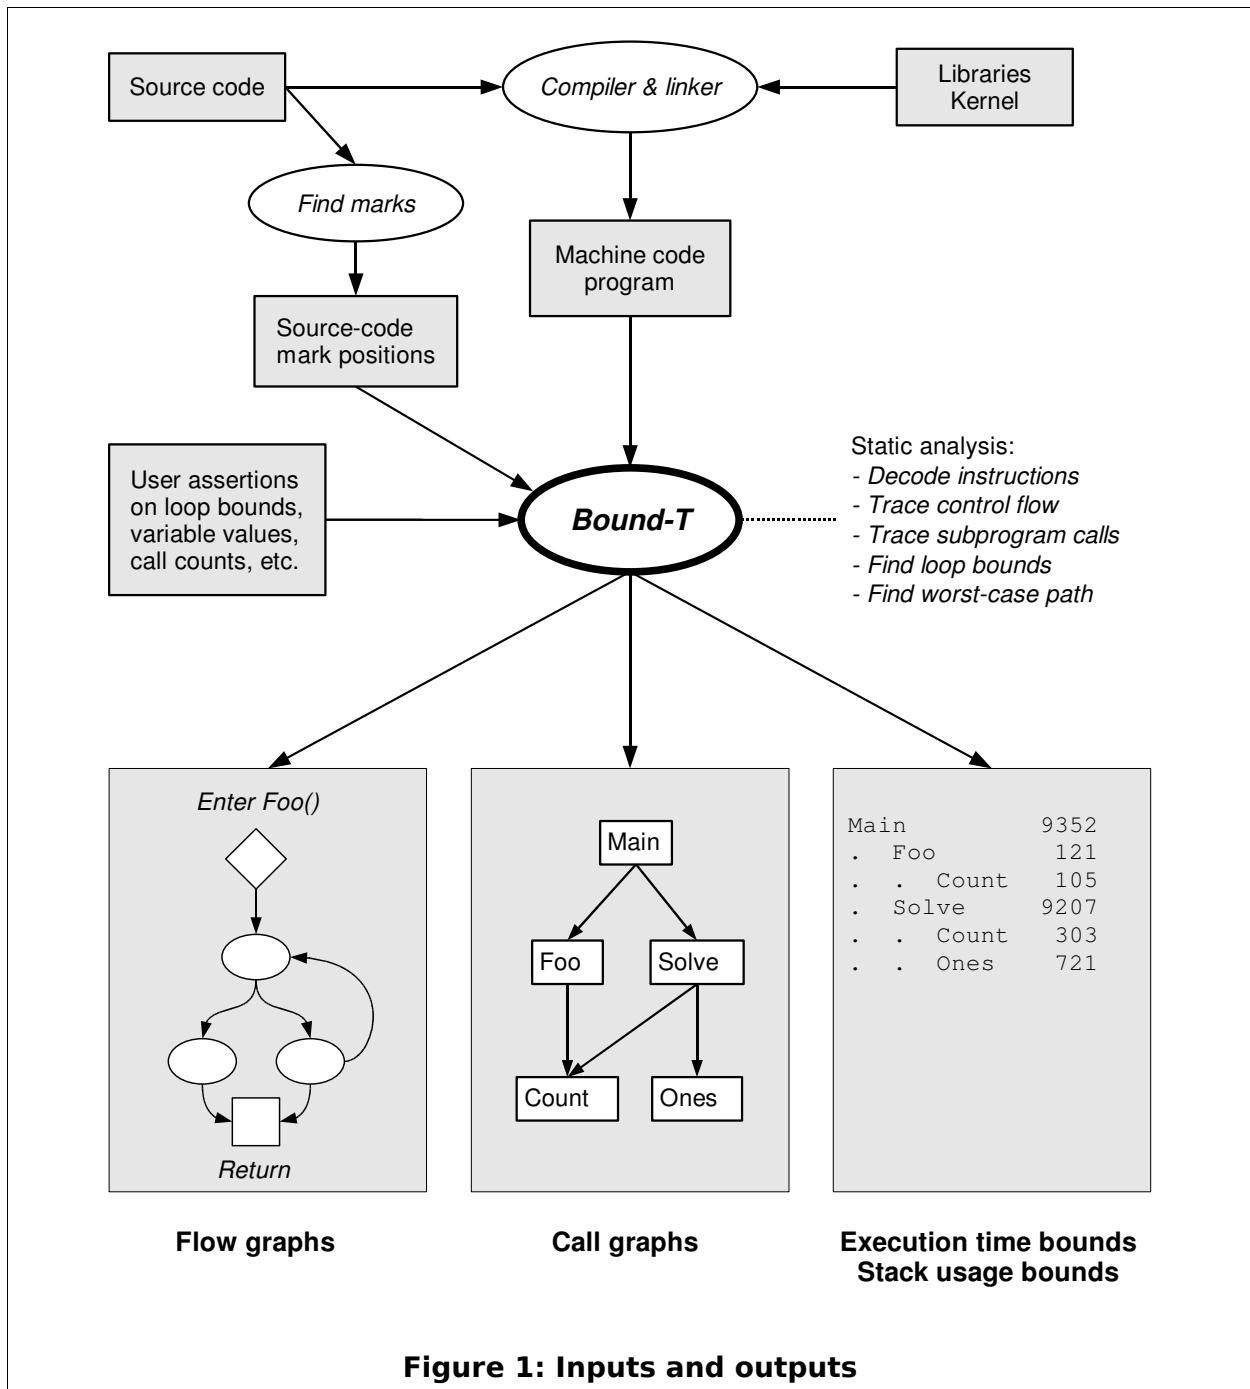 Source code
Compiler & linker
Libraries
Kernel
Find marks
Machine code
program
Source-code
mark positions
User assertions
on loop bounds,
variable values,
call counts, etc.
Bound-T
Static analysis:
- Decode instructions
- Trace control flow
- Trace subprogram calls
- Find loop bounds
- Find worst-case path
Enter Foo()
Return
Main
Foo
Solve
Count
Ones
Main 9352
. Foo 121
. . Count 105
. Solve 9207
. . Count 303
. . Ones 721
Flow graphs
Call graphs
Execution time bounds
Stack usage bounds
Figure 1: Inputs and outputs